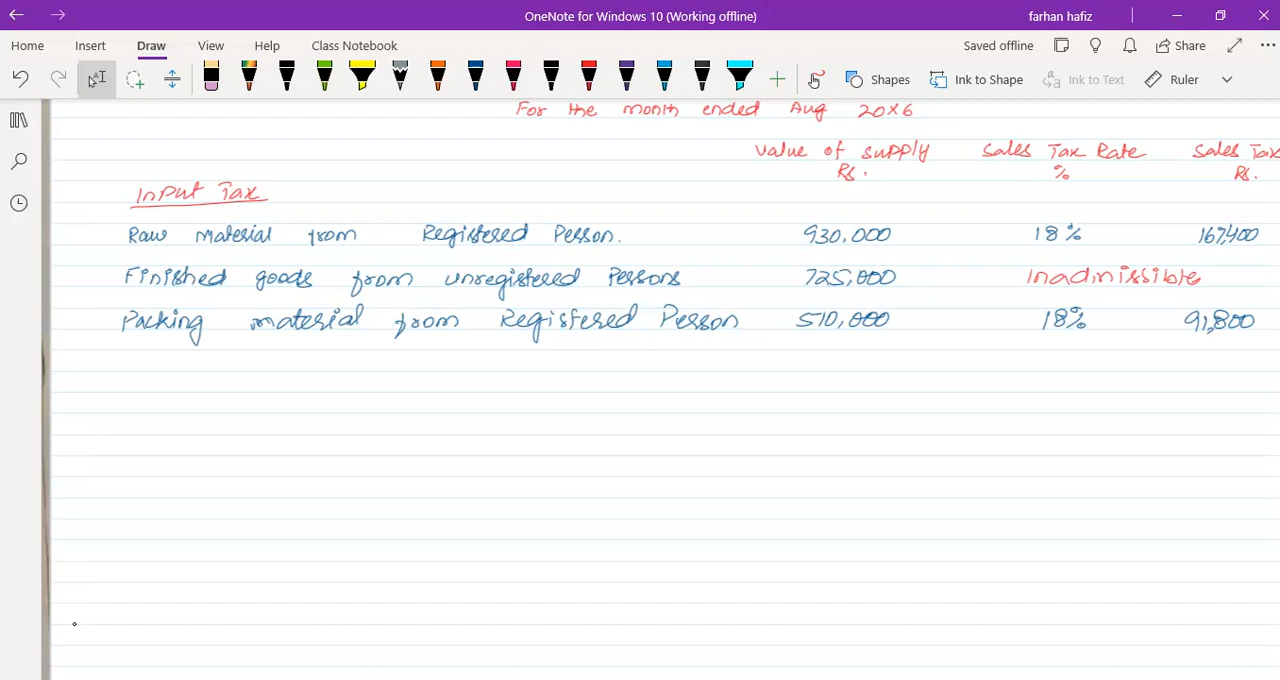 OneNote for Windows 10 (Working offline)
farhan hafiz
Home Insert Draw View Help Class Notebook
Saved offline Share
Shapes Ink to Shape Ink to Text Ruler
For the month ended Aug 20X6
Value of supply Sales Tax Rate Sales Tax
Rs. % Rs.
Input Tax
Raw material from Registered Person. 930,000 18% 167,400
Finished goods from unregistered Persons 725,000 Inadmissible
Packing material from Registered Person 510,000 18% 91,800